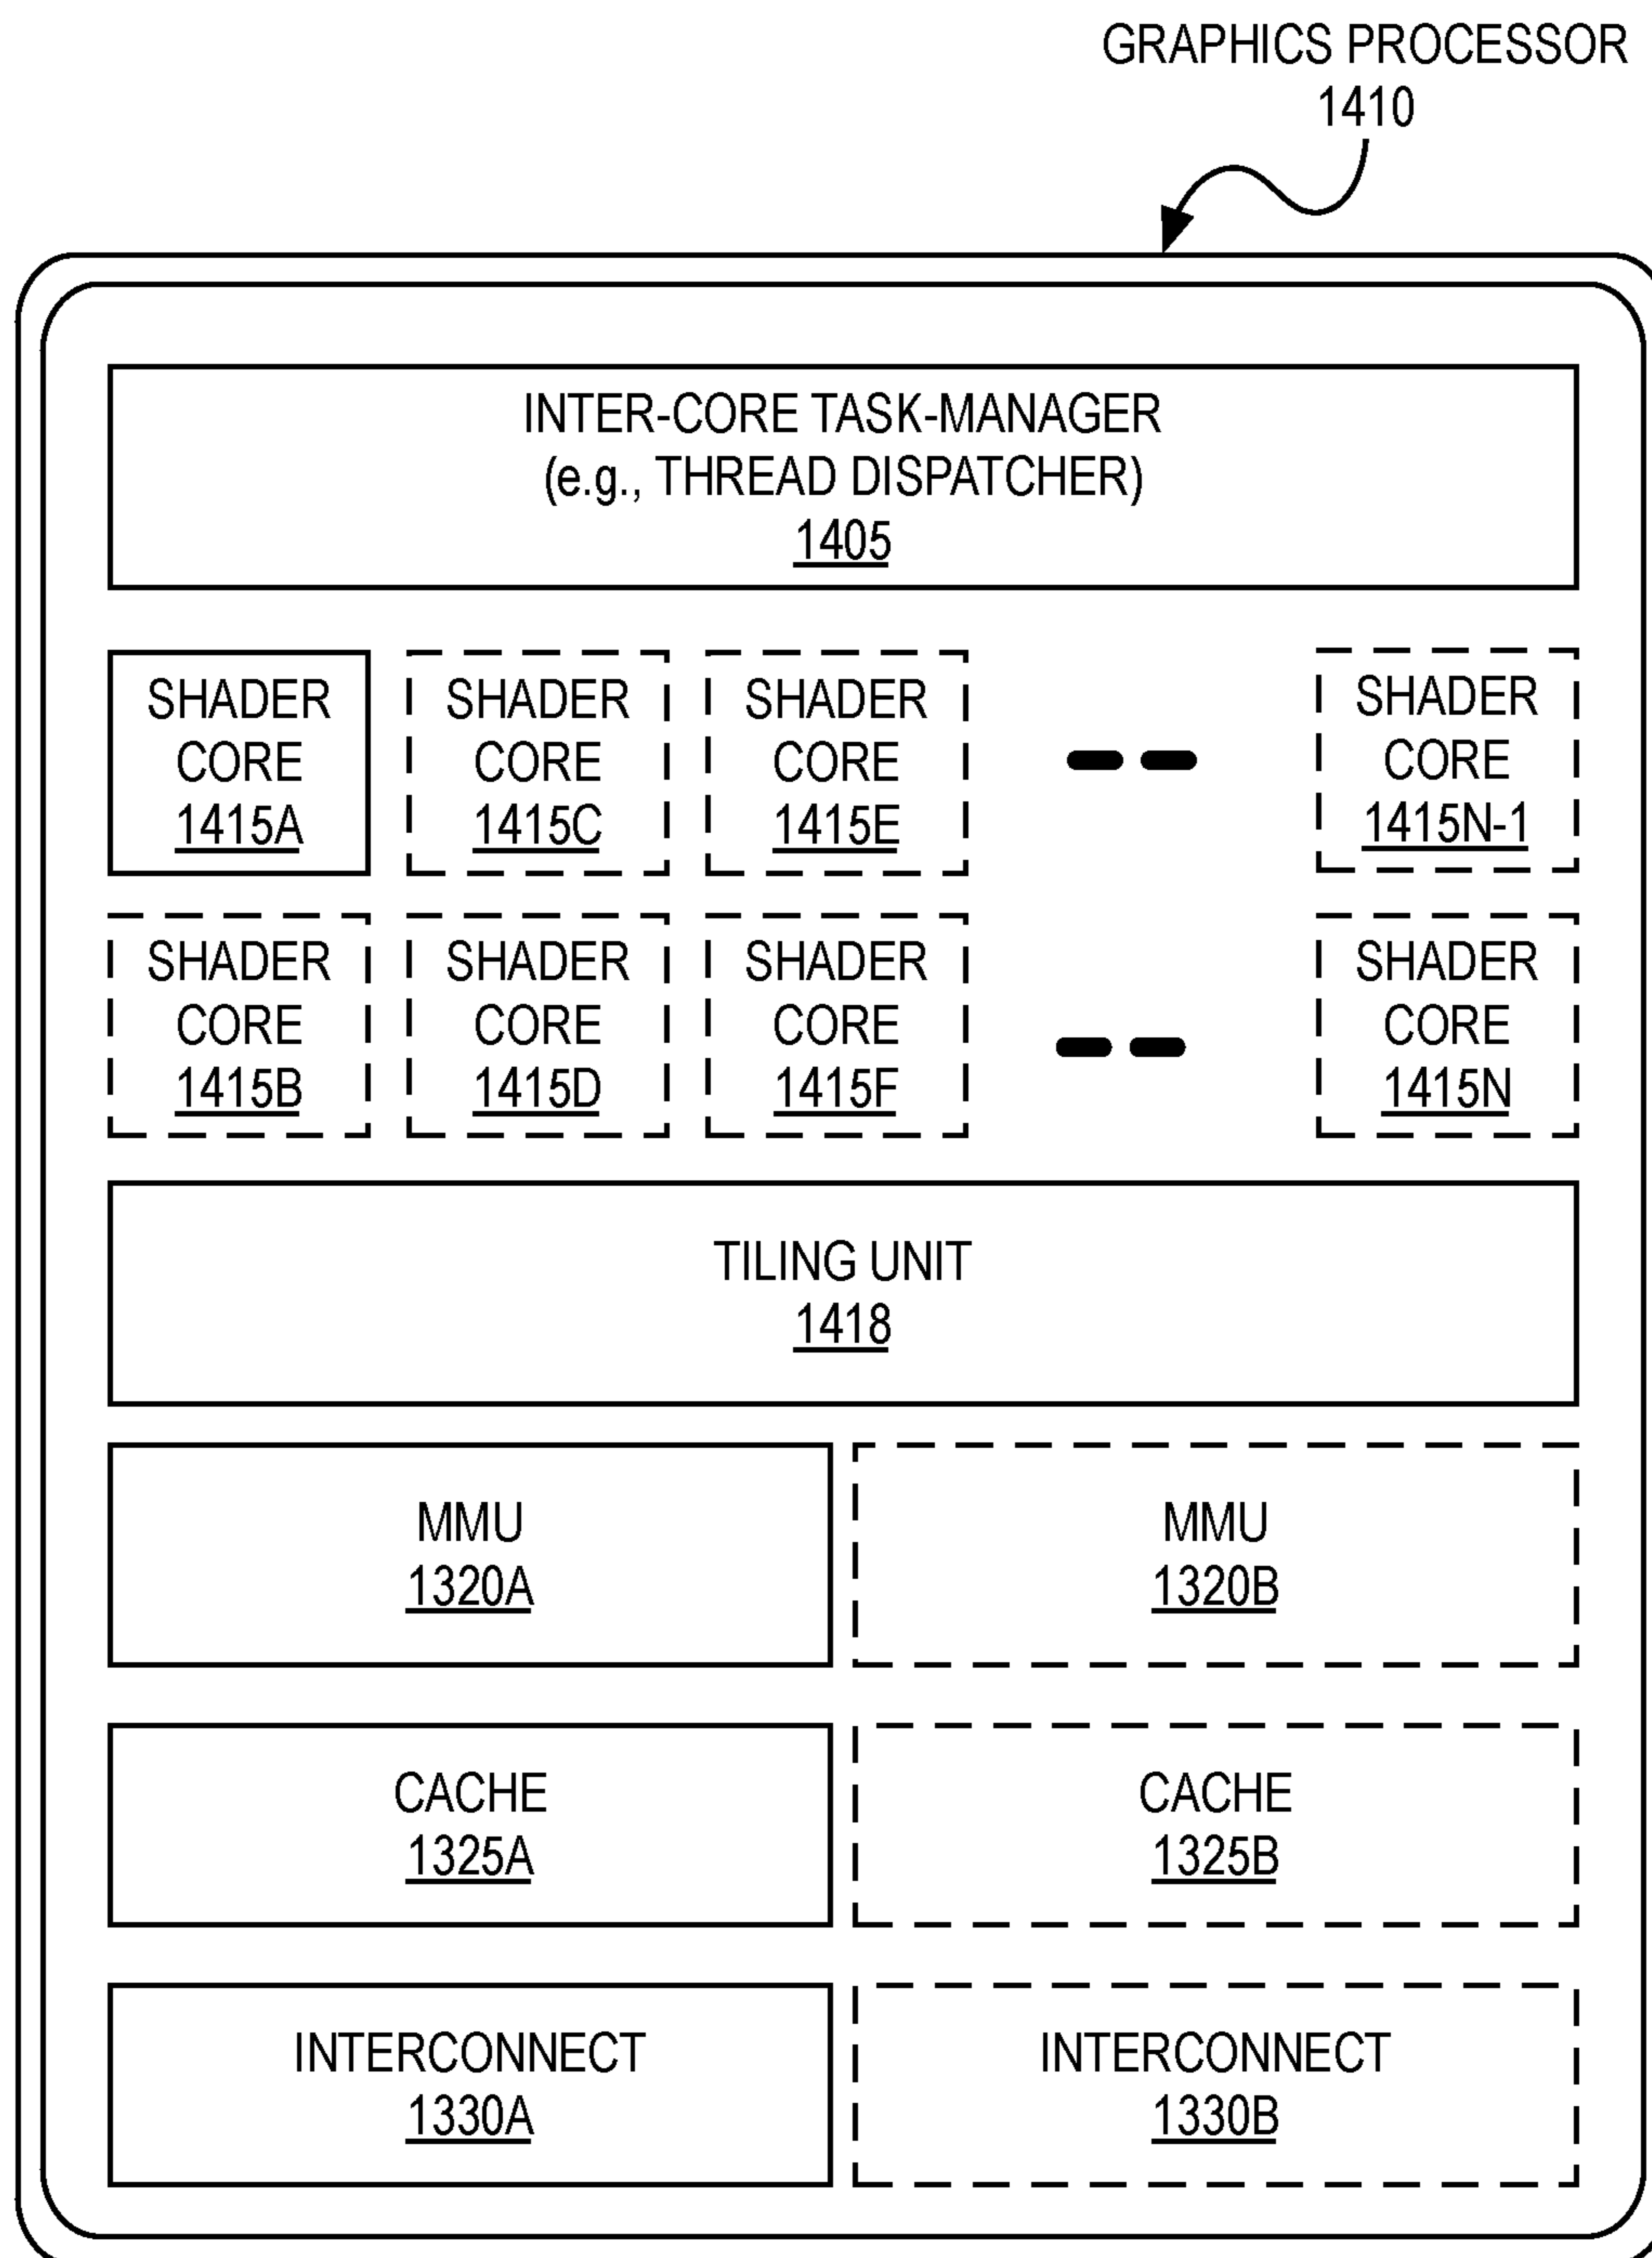 GRAPHICS PROCESSOR
1410
INTER-CORE TASK-MANAGER
(e.g., THREAD DISPATCHER)
1405
SHADER
CORE
1415A
SHADER
CORE
1415C
SHADER
CORE
1415E
SHADER
CORE
1415N-1
SHADER
CORE
1415B
SHADER
CORE
1415D
SHADER
CORE
1415F
SHADER
CORE
1415N
TILING UNIT
1418
MMU
1320A
MMU
1320B
CACHE
1325A
CACHE
1325B
INTERCONNECT
1330A
INTERCONNECT
1330B